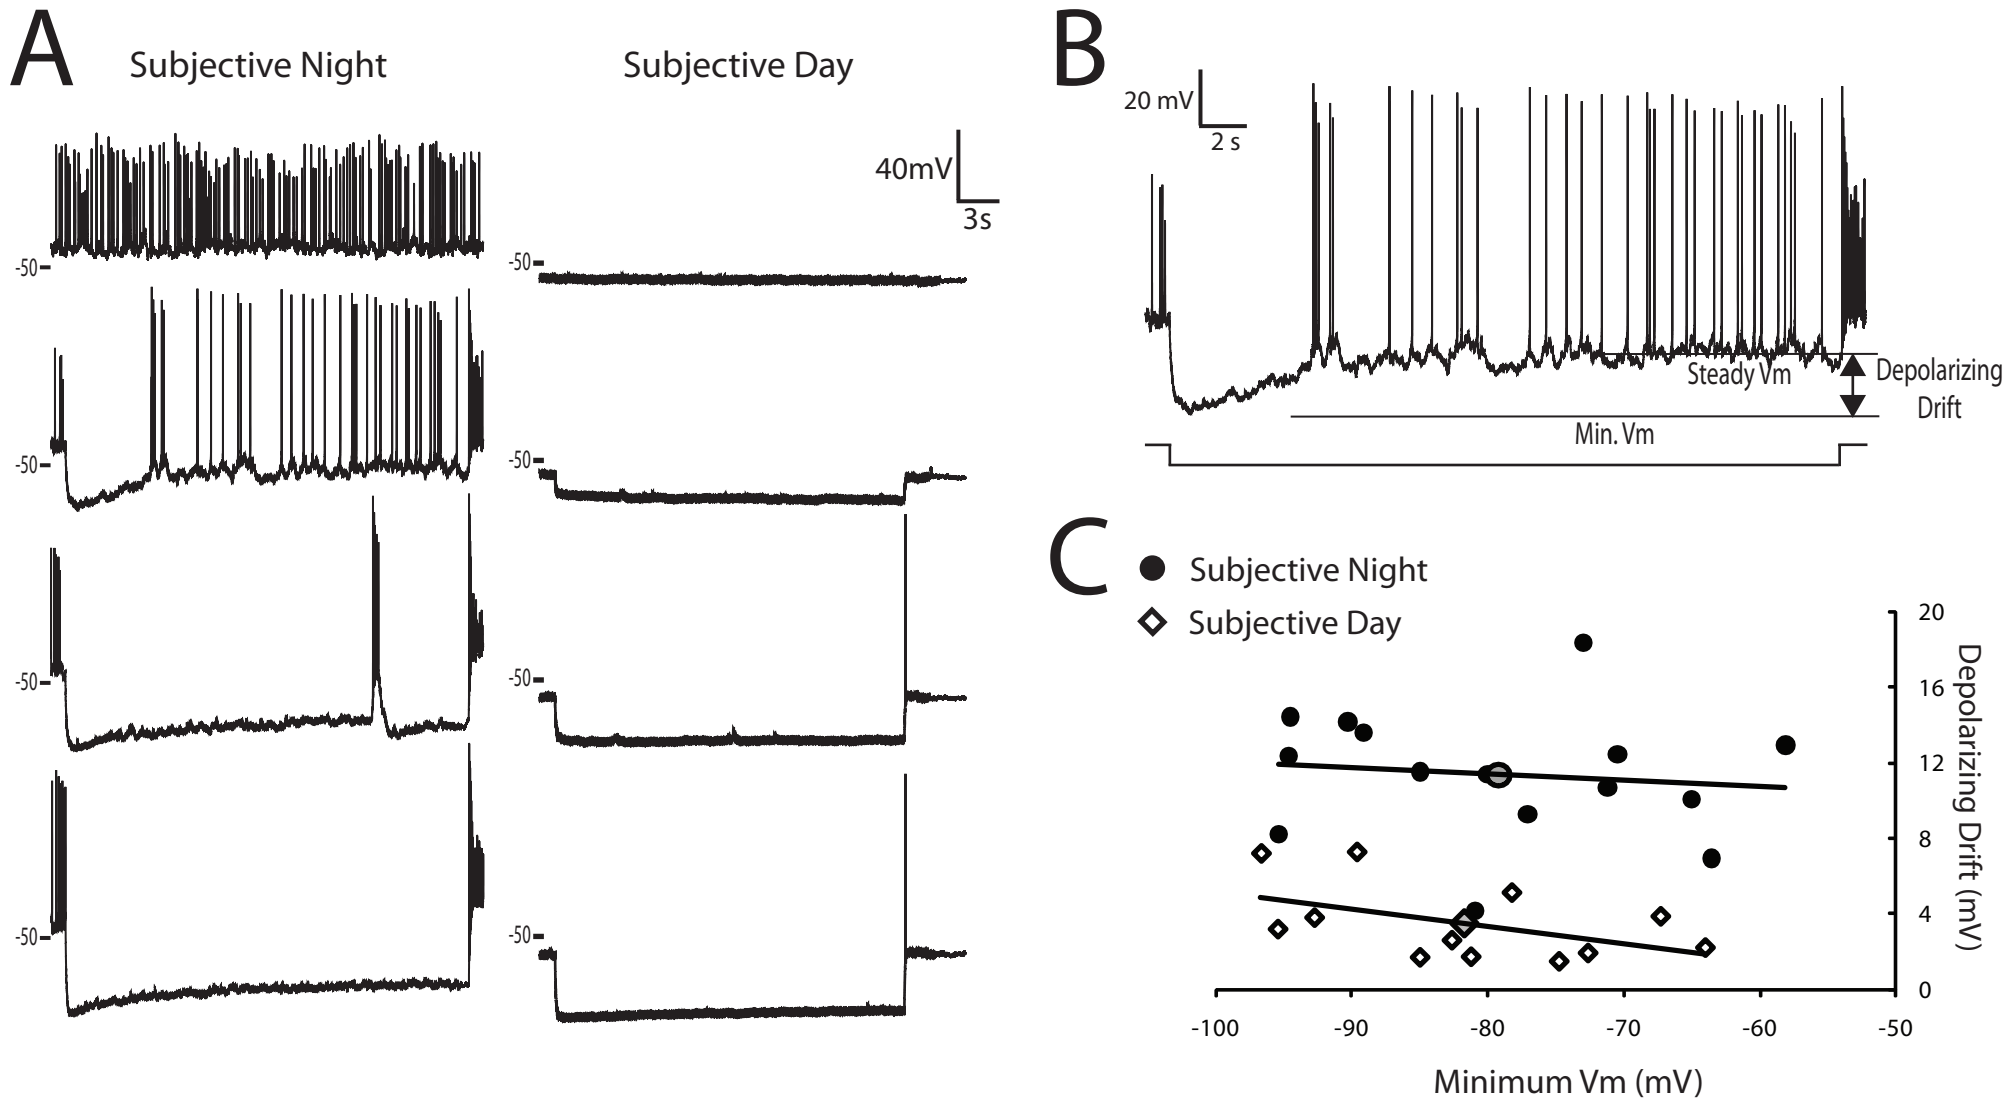 A
Subjective Night
Subjective Day
40mV
3s
-50
-50
-50
-50
-50
-50
-50
-50
B
20 mV
2 s
Steady Vm
Depolarizing
Drift
Min. Vm
C
Subjective Night
Subjective Day
20
16
12
8
4
0
Depolarizing Drift (mV)
-100
-90
-80
-70
-60
-50
Minimum Vm (mV)